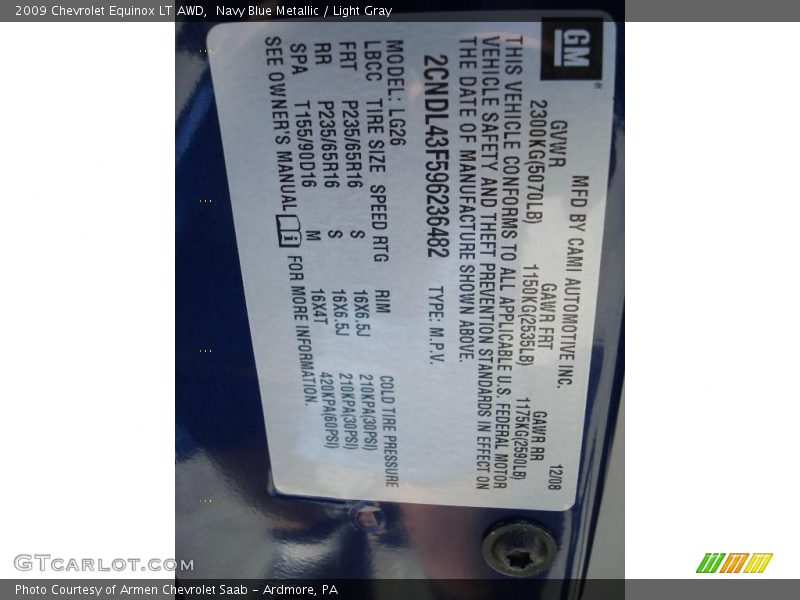 2009 Chevrolet Equinox LT AWD,  Navy Blue Metallic / Light Gray
GM
MFD BY CAMI AUTOMOTIVE INC.
12/08
GVWR GAWR FRT GAWR RR
2300KG(5070LB) 1150KG(2535LB) 1175KG(2590LB)
THIS VEHICLE CONFORMS TO ALL APPLICABLE U.S. FEDERAL MOTOR
VEHICLE SAFETY AND THEFT PREVENTION STANDARDS IN EFFECT ON
THE DATE OF MANUFACTURE SHOWN ABOVE.
2CNDL43F596236482 TYPE: M.P.V.
MODEL: LG26
LBCC TIRE SIZE SPEED RTG RIM COLD TIRE PRESSURE
FRT P235/65R16 S 16X6.5J 210KPA(30PSI)
RR P235/65R16 S 16X6.5J 210KPA(30PSI)
SPA T155/90D16 M 16X4T 420KPA(60PSI)
SEE OWNER'S MANUAL i FOR MORE INFORMATION.
GTCARLOT.COM
Photo Courtesy of Armen Chevrolet Saab - Ardmore, PA